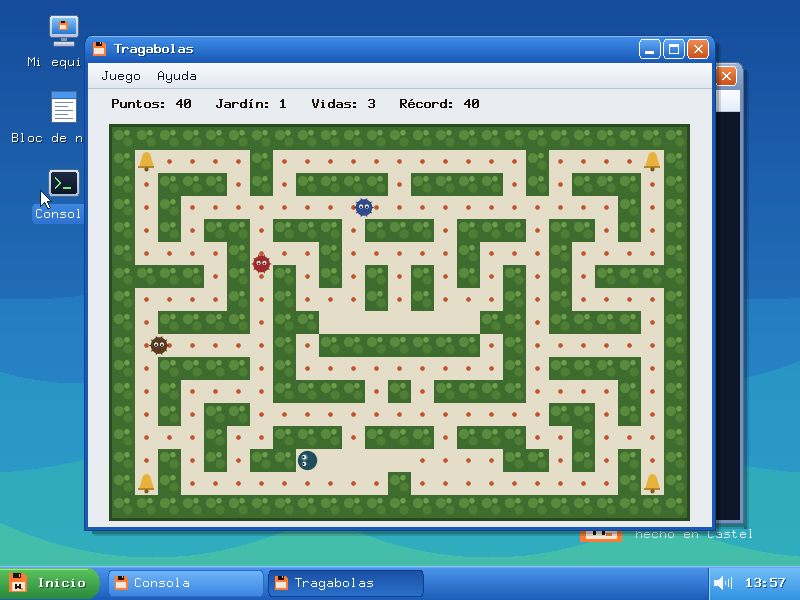 Tragabolas
Mi equi
Juego Ayuda
Puntos: 40 Jardín: 1 Vidas: 3 Récord: 40
Bloc de n
Consol
hecho en Castel
Inicio
Consola
Tragabolas
13:57